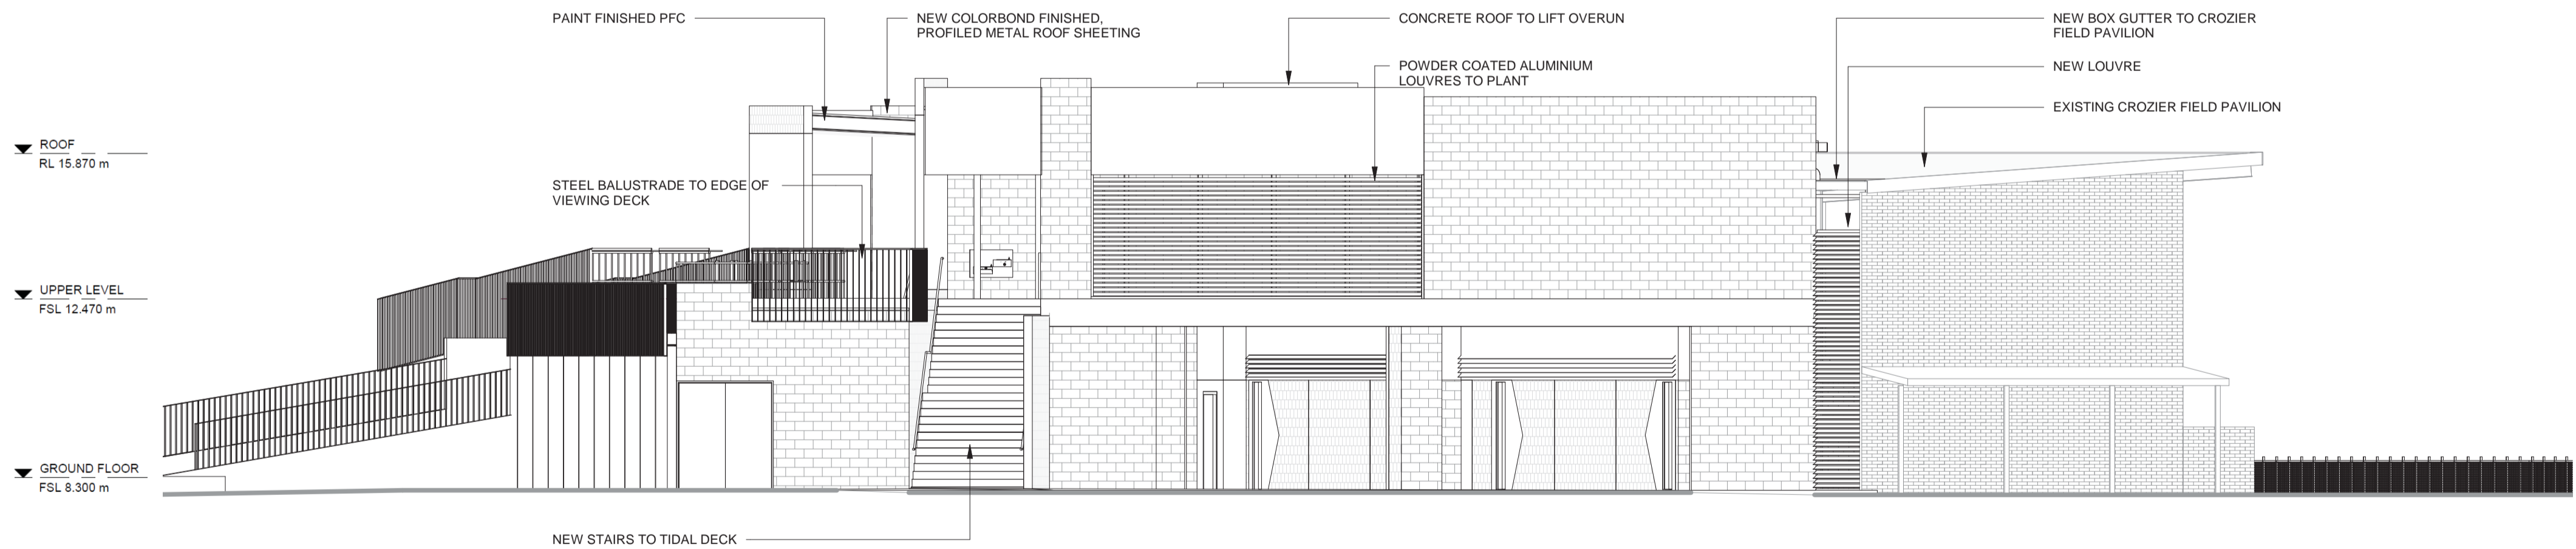 PAINT FINISHED PFC
NEW COLORBOND FINISHED,
PROFILED METAL ROOF SHEETING
CONCRETE ROOF TO LIFT OVERUN
NEW BOX GUTTER TO CROZIER
FIELD PAVILION
POWDER COATED ALUMINIUM
LOUVRES TO PLANT
NEW LOUVRE
EXISTING CROZIER FIELD PAVILION
ROOF
RL 15.870 m
STEEL BALUSTRADE TO EDGE OF
VIEWING DECK
UPPER LEVEL
FSL 12.470 m
GROUND FLOOR
FSL 8.300 m
NEW STAIRS TO TIDAL DECK